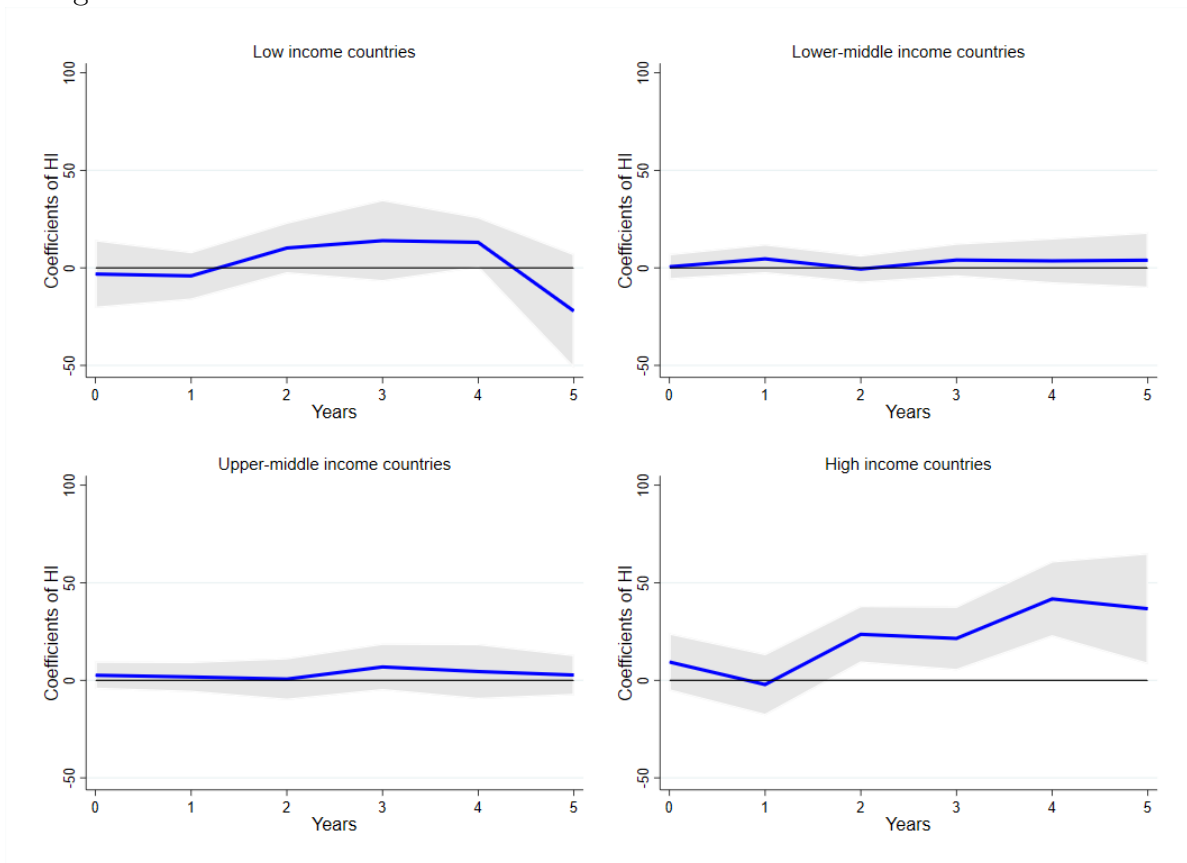 Low income countries
100
50
0
-50
Coefficients of HI
0 1 2 3 4 5
Years
Lower-middle income countries
100
50
0
-50
Coefficients of HI
0 1 2 3 4 5
Years
Upper-middle income countries
100
50
0
-50
Coefficients of HI
0 1 2 3 4 5
Years
High income countries
100
50
0
-50
Coefficients of HI
0 1 2 3 4 5
Years